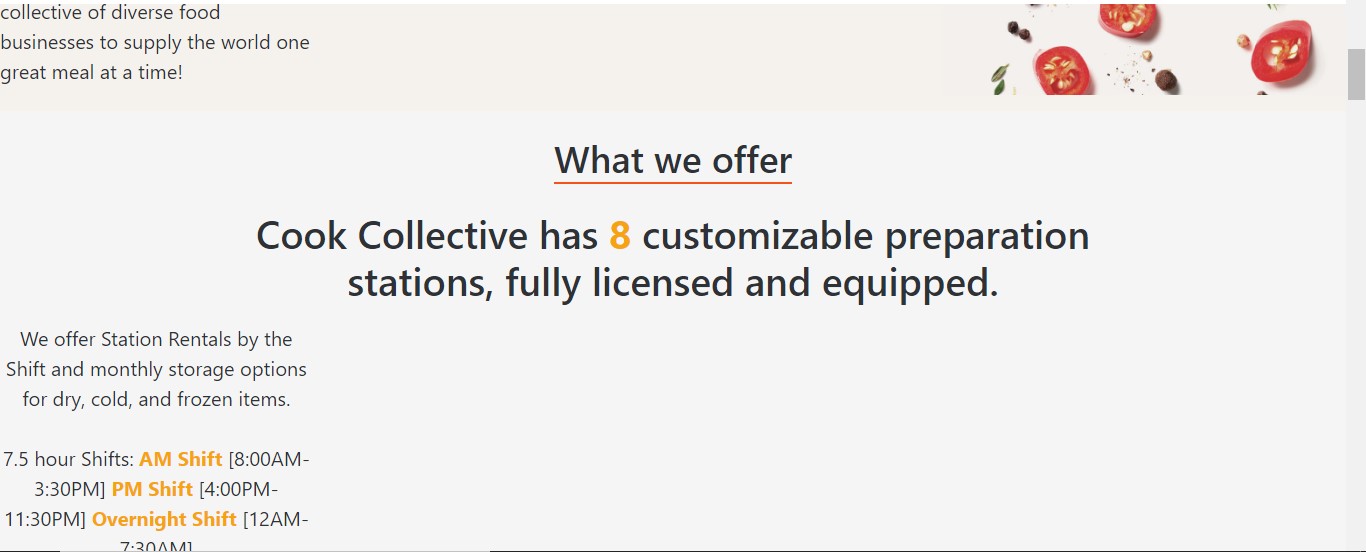 collective of diverse food
businesses to supply the world one
great meal at a time!
What we offer
Cook Collective has 8 customizable preparation
stations, fully licensed and equipped.
We offer Station Rentals by the
Shift and monthly storage options
for dry, cold, and frozen items.
7.5 hour Shifts: AM Shift [8:00AM-
3:30PM] PM Shift [4:00PM-
11:30PM] Overnight Shift [12AM-
7:30AM]